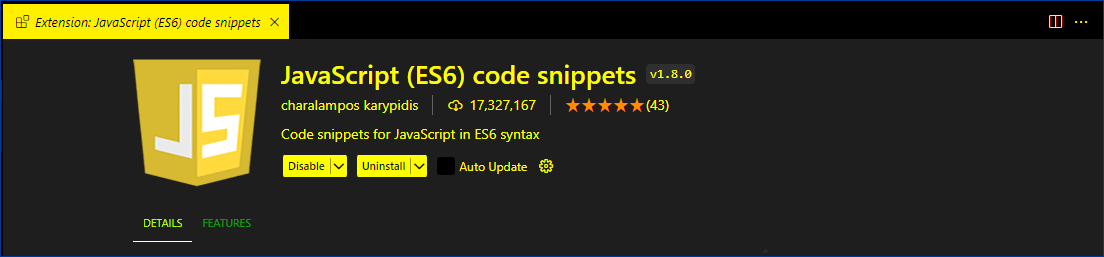 Extension: JavaScript (ES6) code snippets
JS
JavaScript (ES6) code snippets v1.8.0
charalampos karypidis 17,327,167 ★★★★★(43)
Code snippets for JavaScript in ES6 syntax
Disable Uninstall Auto Update
DETAILS FEATURES